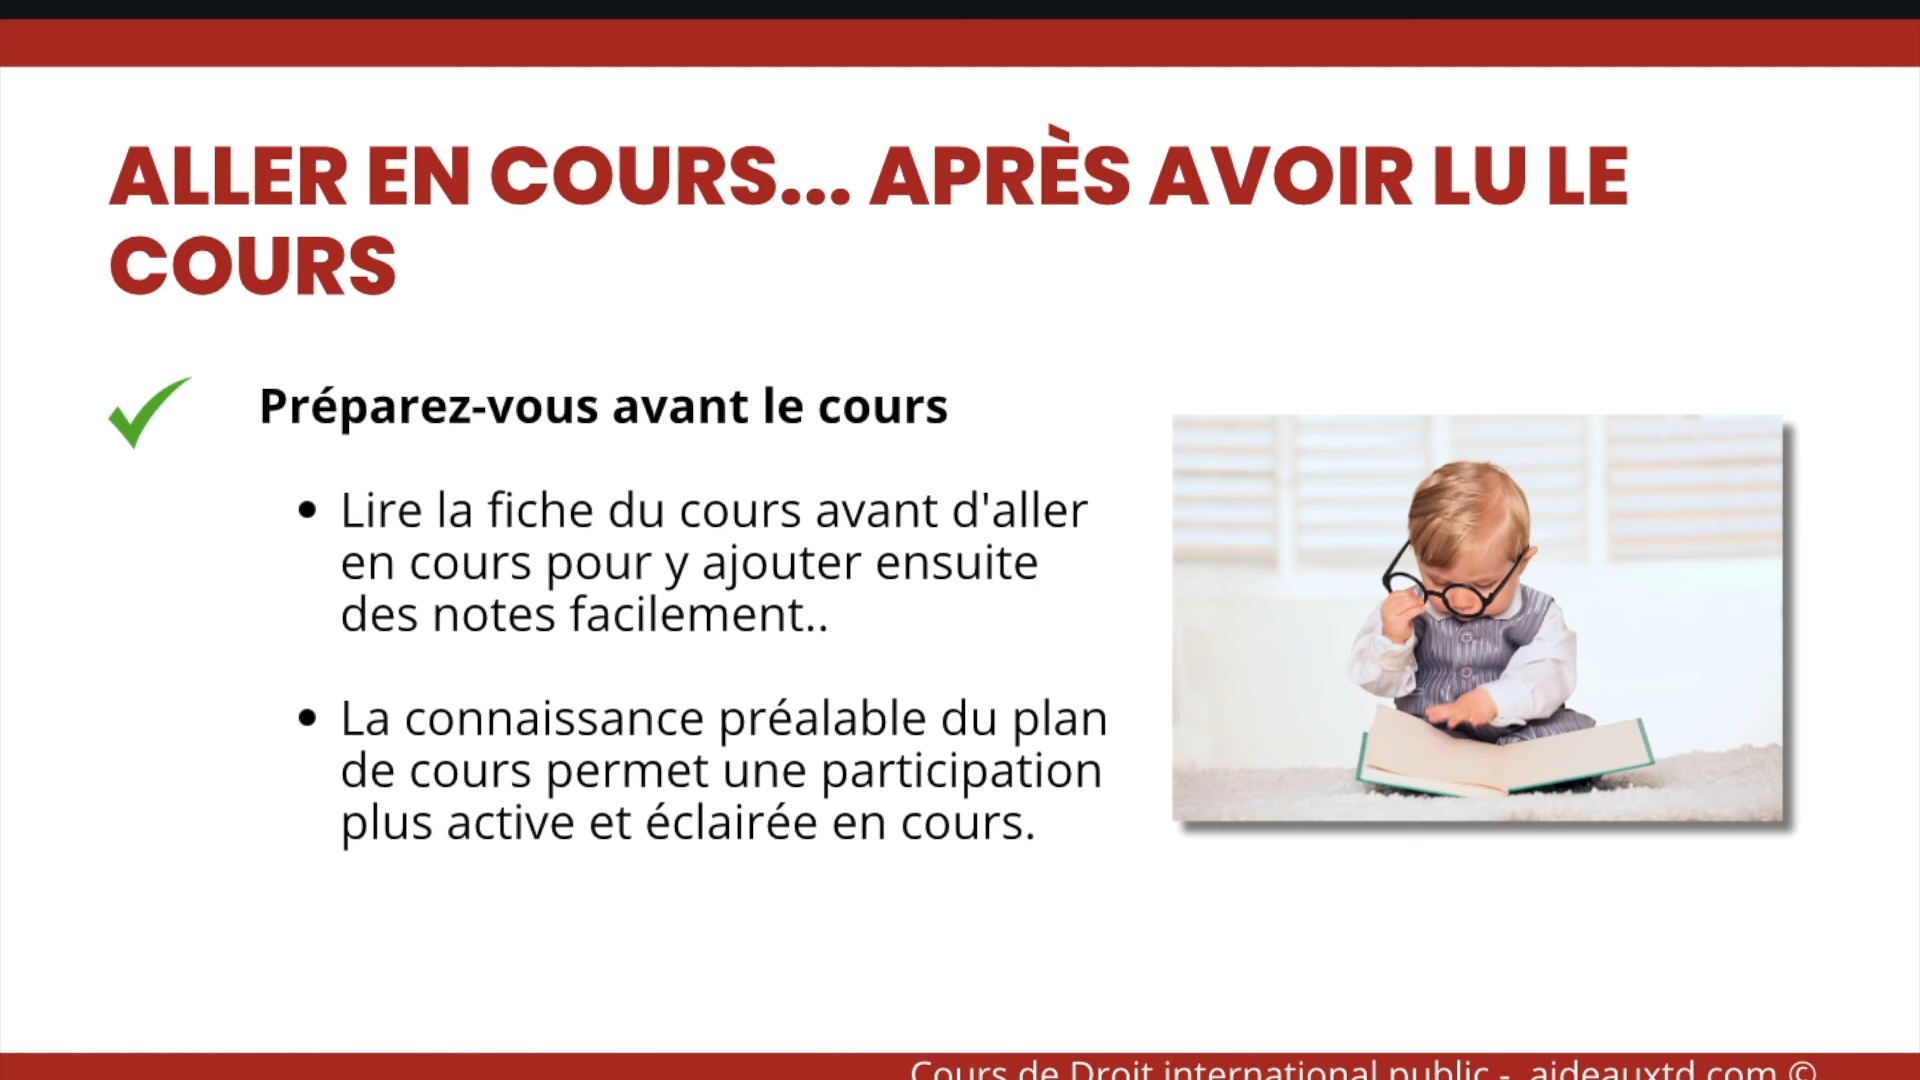 ALLER EN COURS... APRÈS AVOIR LU LE
COURS
Préparez-vous avant le cours
• Lire la fiche du cours avant d'aller
en cours pour y ajouter ensuite
des notes facilement..
• La connaissance préalable du plan
de cours permet une participation
plus active et éclairée en cours.
Cours de Droit international public - aideauxtd.com ©